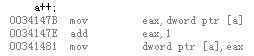 a++;
0034147B mov eax,dword ptr [a]
0034147E add eax,1
00341481 mov dword ptr [a],eax